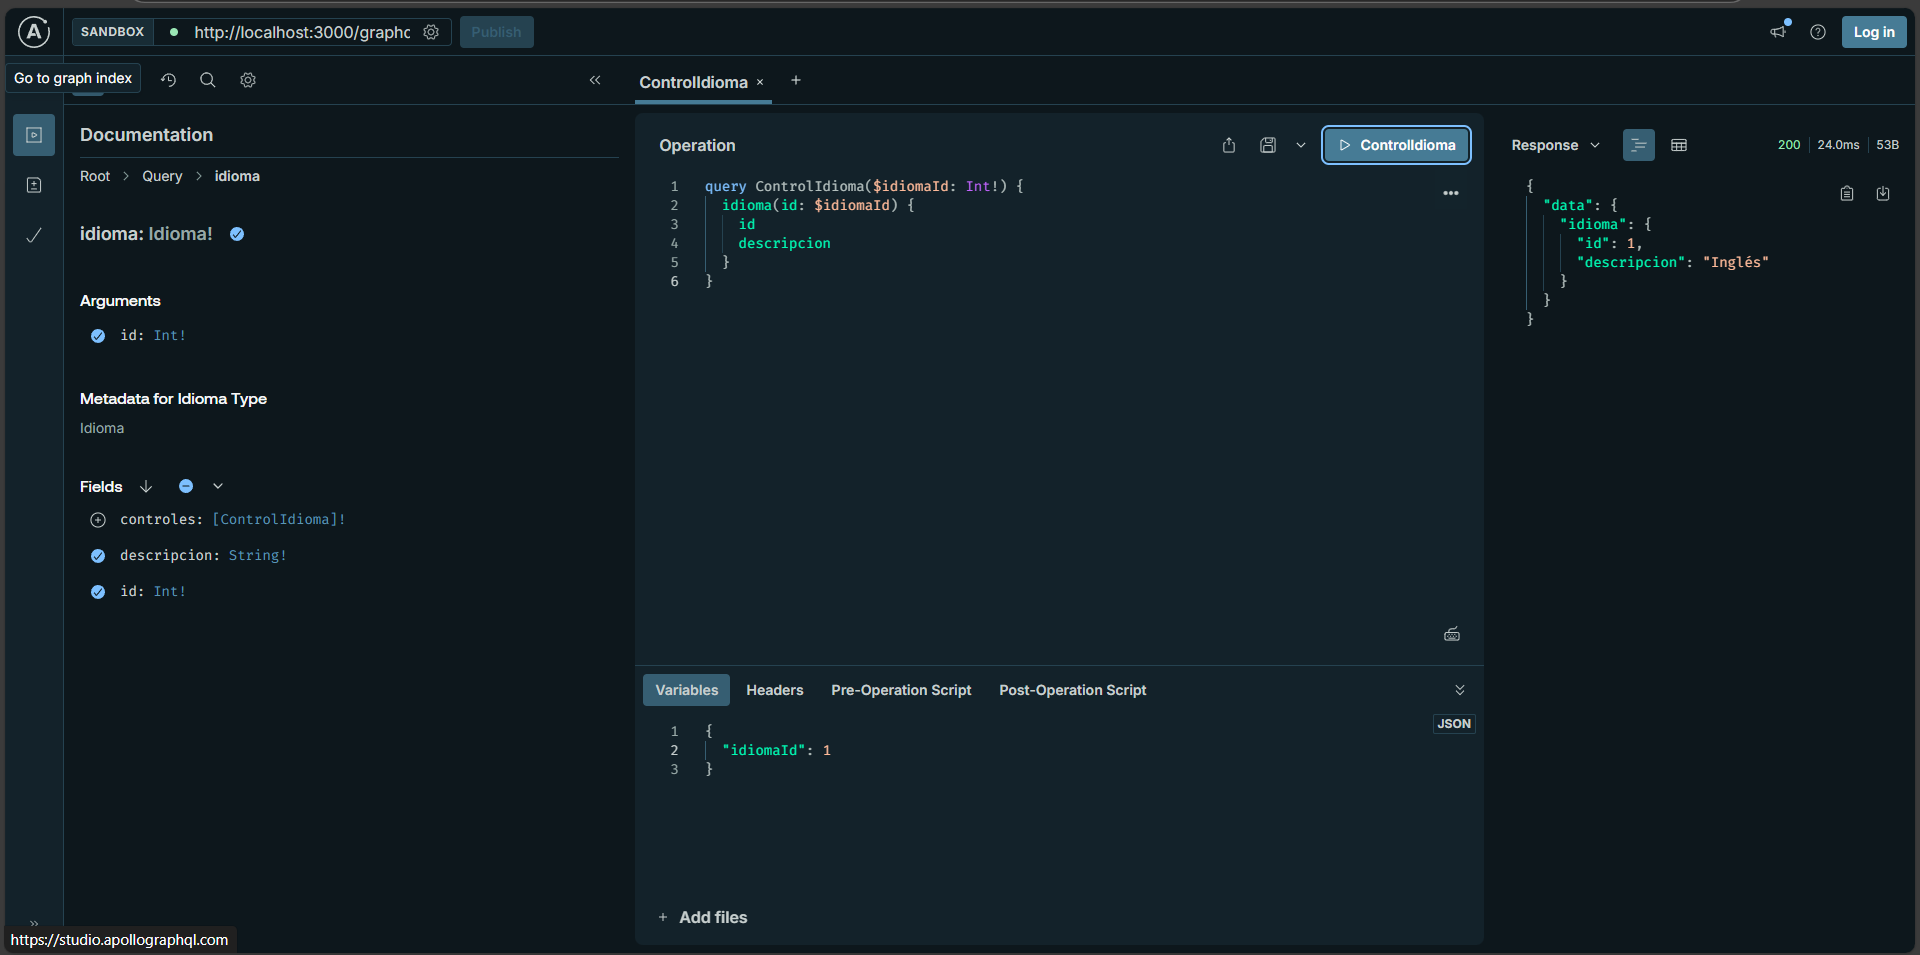 SANDBOX
http://localhost:3000/graphc
Publish
Log in
Go to graph index
ControlIdioma
Documentation
Root > Query > idioma
idioma: Idioma!
Arguments
id: Int!
Metadata for Idioma Type
Idioma
Fields
controles: [ControlIdioma]!
descripcion: String!
id: Int!
Operation
ControlIdioma
1 query ControlIdioma($idiomaId: Int!) {
2 idioma(id: $idiomaId) {
3 id
4 descripcion
5 }
6 }
Variables Headers Pre-Operation Script Post-Operation Script
JSON
1 {
2 "idiomaId": 1
3 }
+ Add files
Response 200 24.0ms 53B
{
"data": {
"idioma": {
"id": 1,
"descripcion": "Inglés"
}
}
}
https://studio.apollographql.com